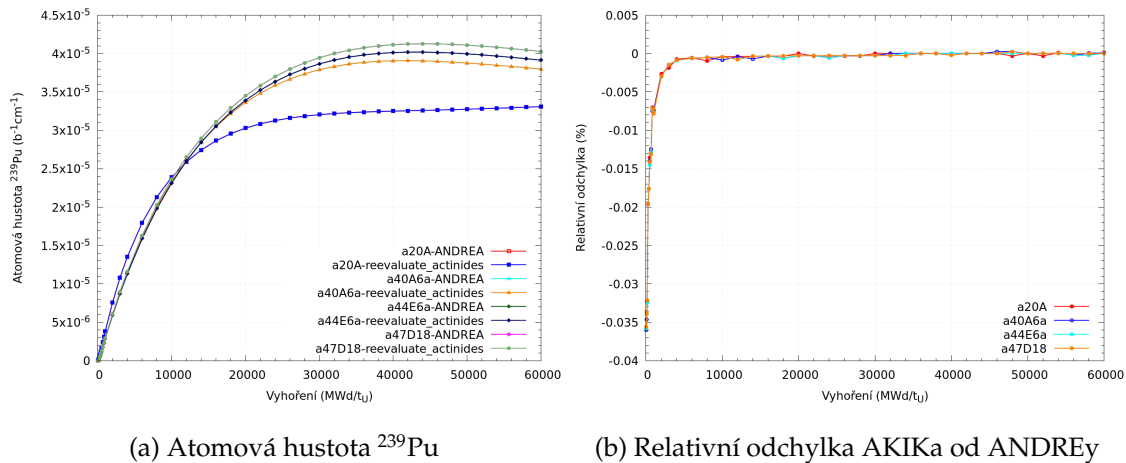 Atomová hustota ²³⁹Pu (b⁻¹cm⁻¹)
4.5x10⁻⁵
4x10⁻⁵
3.5x10⁻⁵
3x10⁻⁵
2.5x10⁻⁵
2x10⁻⁵
1.5x10⁻⁵
1x10⁻⁵
5x10⁻⁶
0
a20A-ANDREA
a20A-reevaluate_actinides
a40A6a-ANDREA
a40A6a-reevaluate_actinides
a44E6a-ANDREA
a44E6a-reevaluate_actinides
a47D18-ANDREA
a47D18-reevaluate_actinides
0 10000 20000 30000 40000 50000 60000
Vyhoření (MWd/tU)
(a) Atomová hustota ²³⁹Pu
Relativní odchylka (%)
0.005
0
-0.005
-0.01
-0.015
-0.02
-0.025
-0.03
-0.035
-0.04
a20A
a40A6a
a44E6a
a47D18
0 10000 20000 30000 40000 50000 60000
Vyhoření (MWd/tU)
(b) Relativní odchylka AKIKa od ANDREy